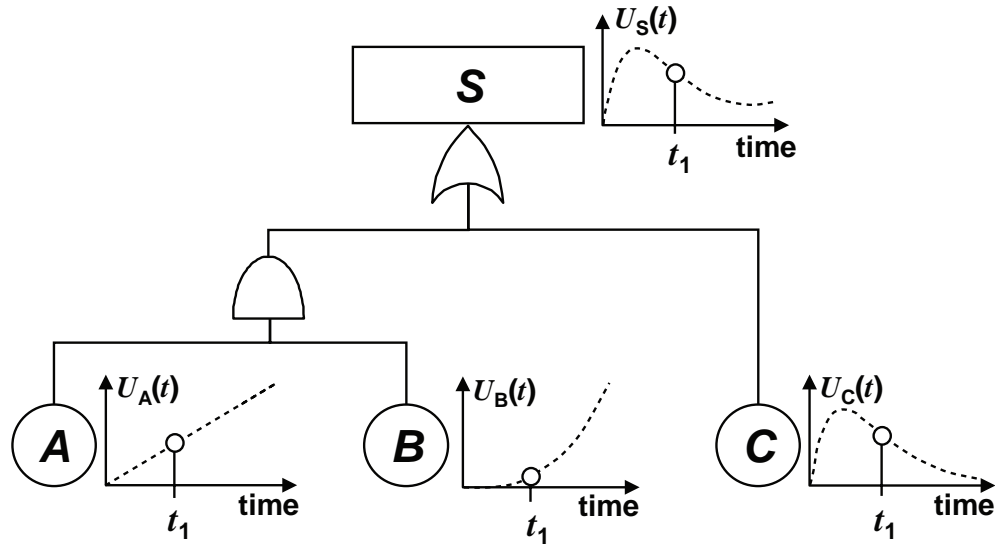 U_S(t)
S
time
t_1
U_A(t)
A
time
t_1
U_B(t)
B
time
t_1
U_C(t)
C
time
t_1